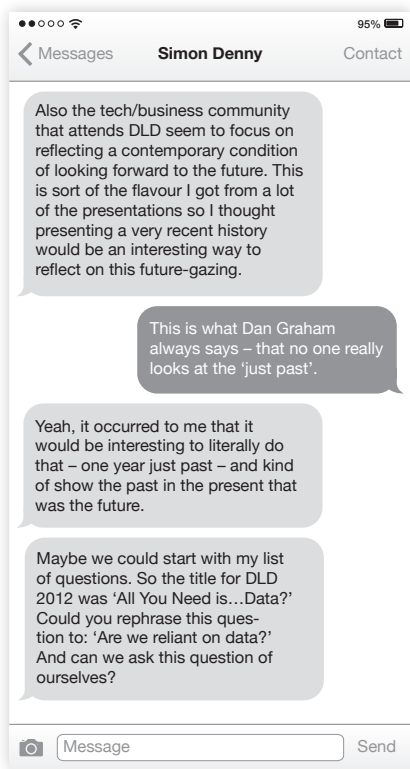 95%
Messages
Simon Denny
Contact
Also the tech/business community
that attends DLD seem to focus on
reflecting a contemporary condition
of looking forward to the future. This
is sort of the flavour I got from a lot
of the presentations so I thought
presenting a very recent history
would be an interesting way to
reflect on this future-gazing.
This is what Dan Graham
always says – that no one really
looks at the ‘just past’.
Yeah, it occurred to me that it
would be interesting to literally do
that – one year just past – and kind
of show the past in the present that
was the future.
Maybe we could start with my list
of questions. So the title for DLD
2012 was ‘All You Need is…Data?’
Could you rephrase this ques-
tion to: ‘Are we reliant on data?’
And can we ask this question of
ourselves?
Message
Send